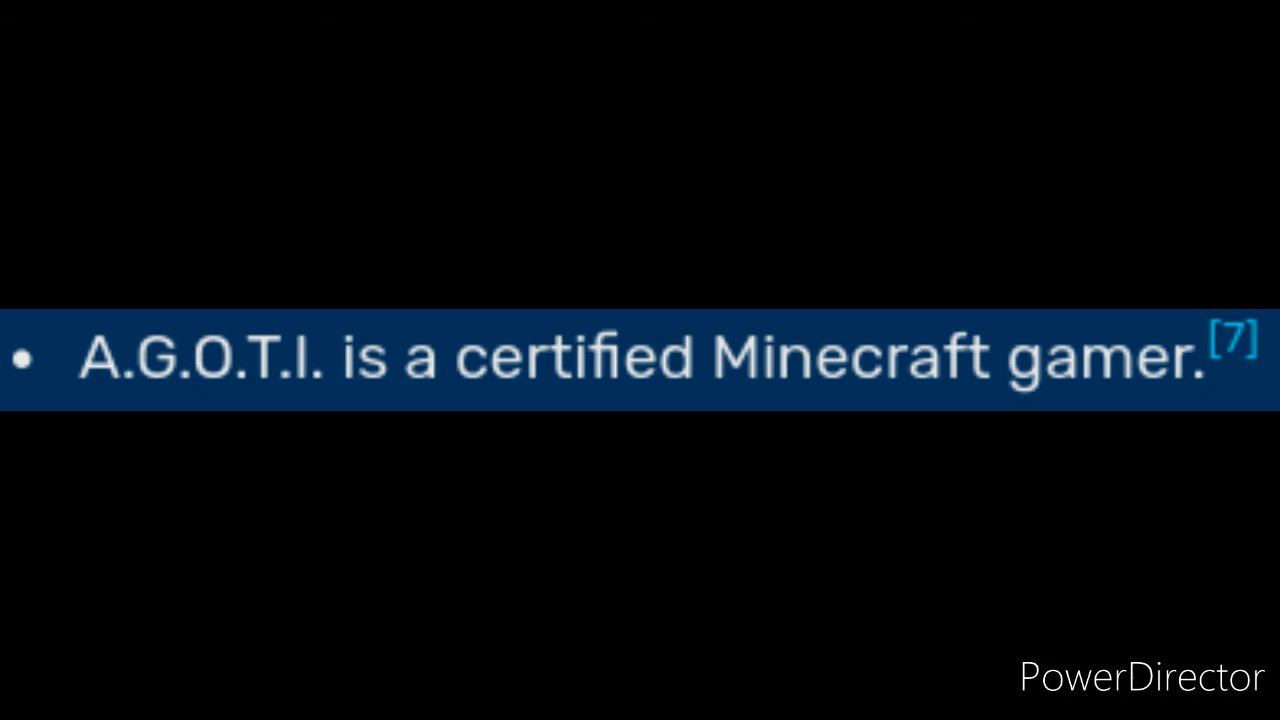 • A.G.O.T.I. is a certified Minecraft gamer.[7]
PowerDirector